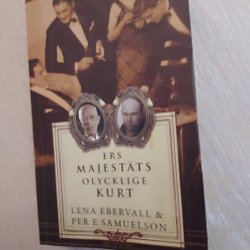 ERS
MAJESTÄTS
OLYCKLIGE
KURT
LENA EBERVALL &
PER E SAMUELSON